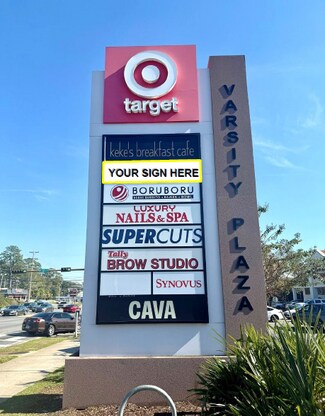 target
keke's breakfast cafe
YOUR SIGN HERE
BORUBORU
LUXURY
NAILS & SPA
SUPERCUTS
Tally
BROW STUDIO
SYNOVUS
CAVA
VARSITY PLAZA